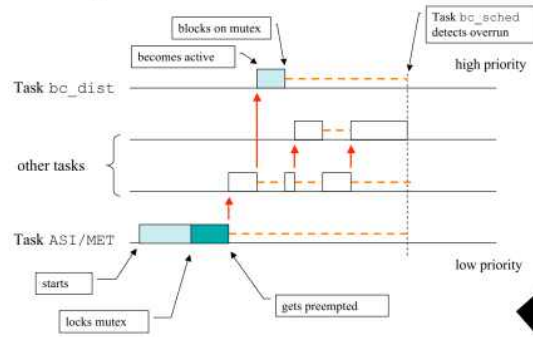 blocks on mutex
Task bc_sched
detects overrun
becomes active
high priority
Task bc_dist
other tasks
Task ASI/MET
low priority
starts
gets preempted
locks mutex